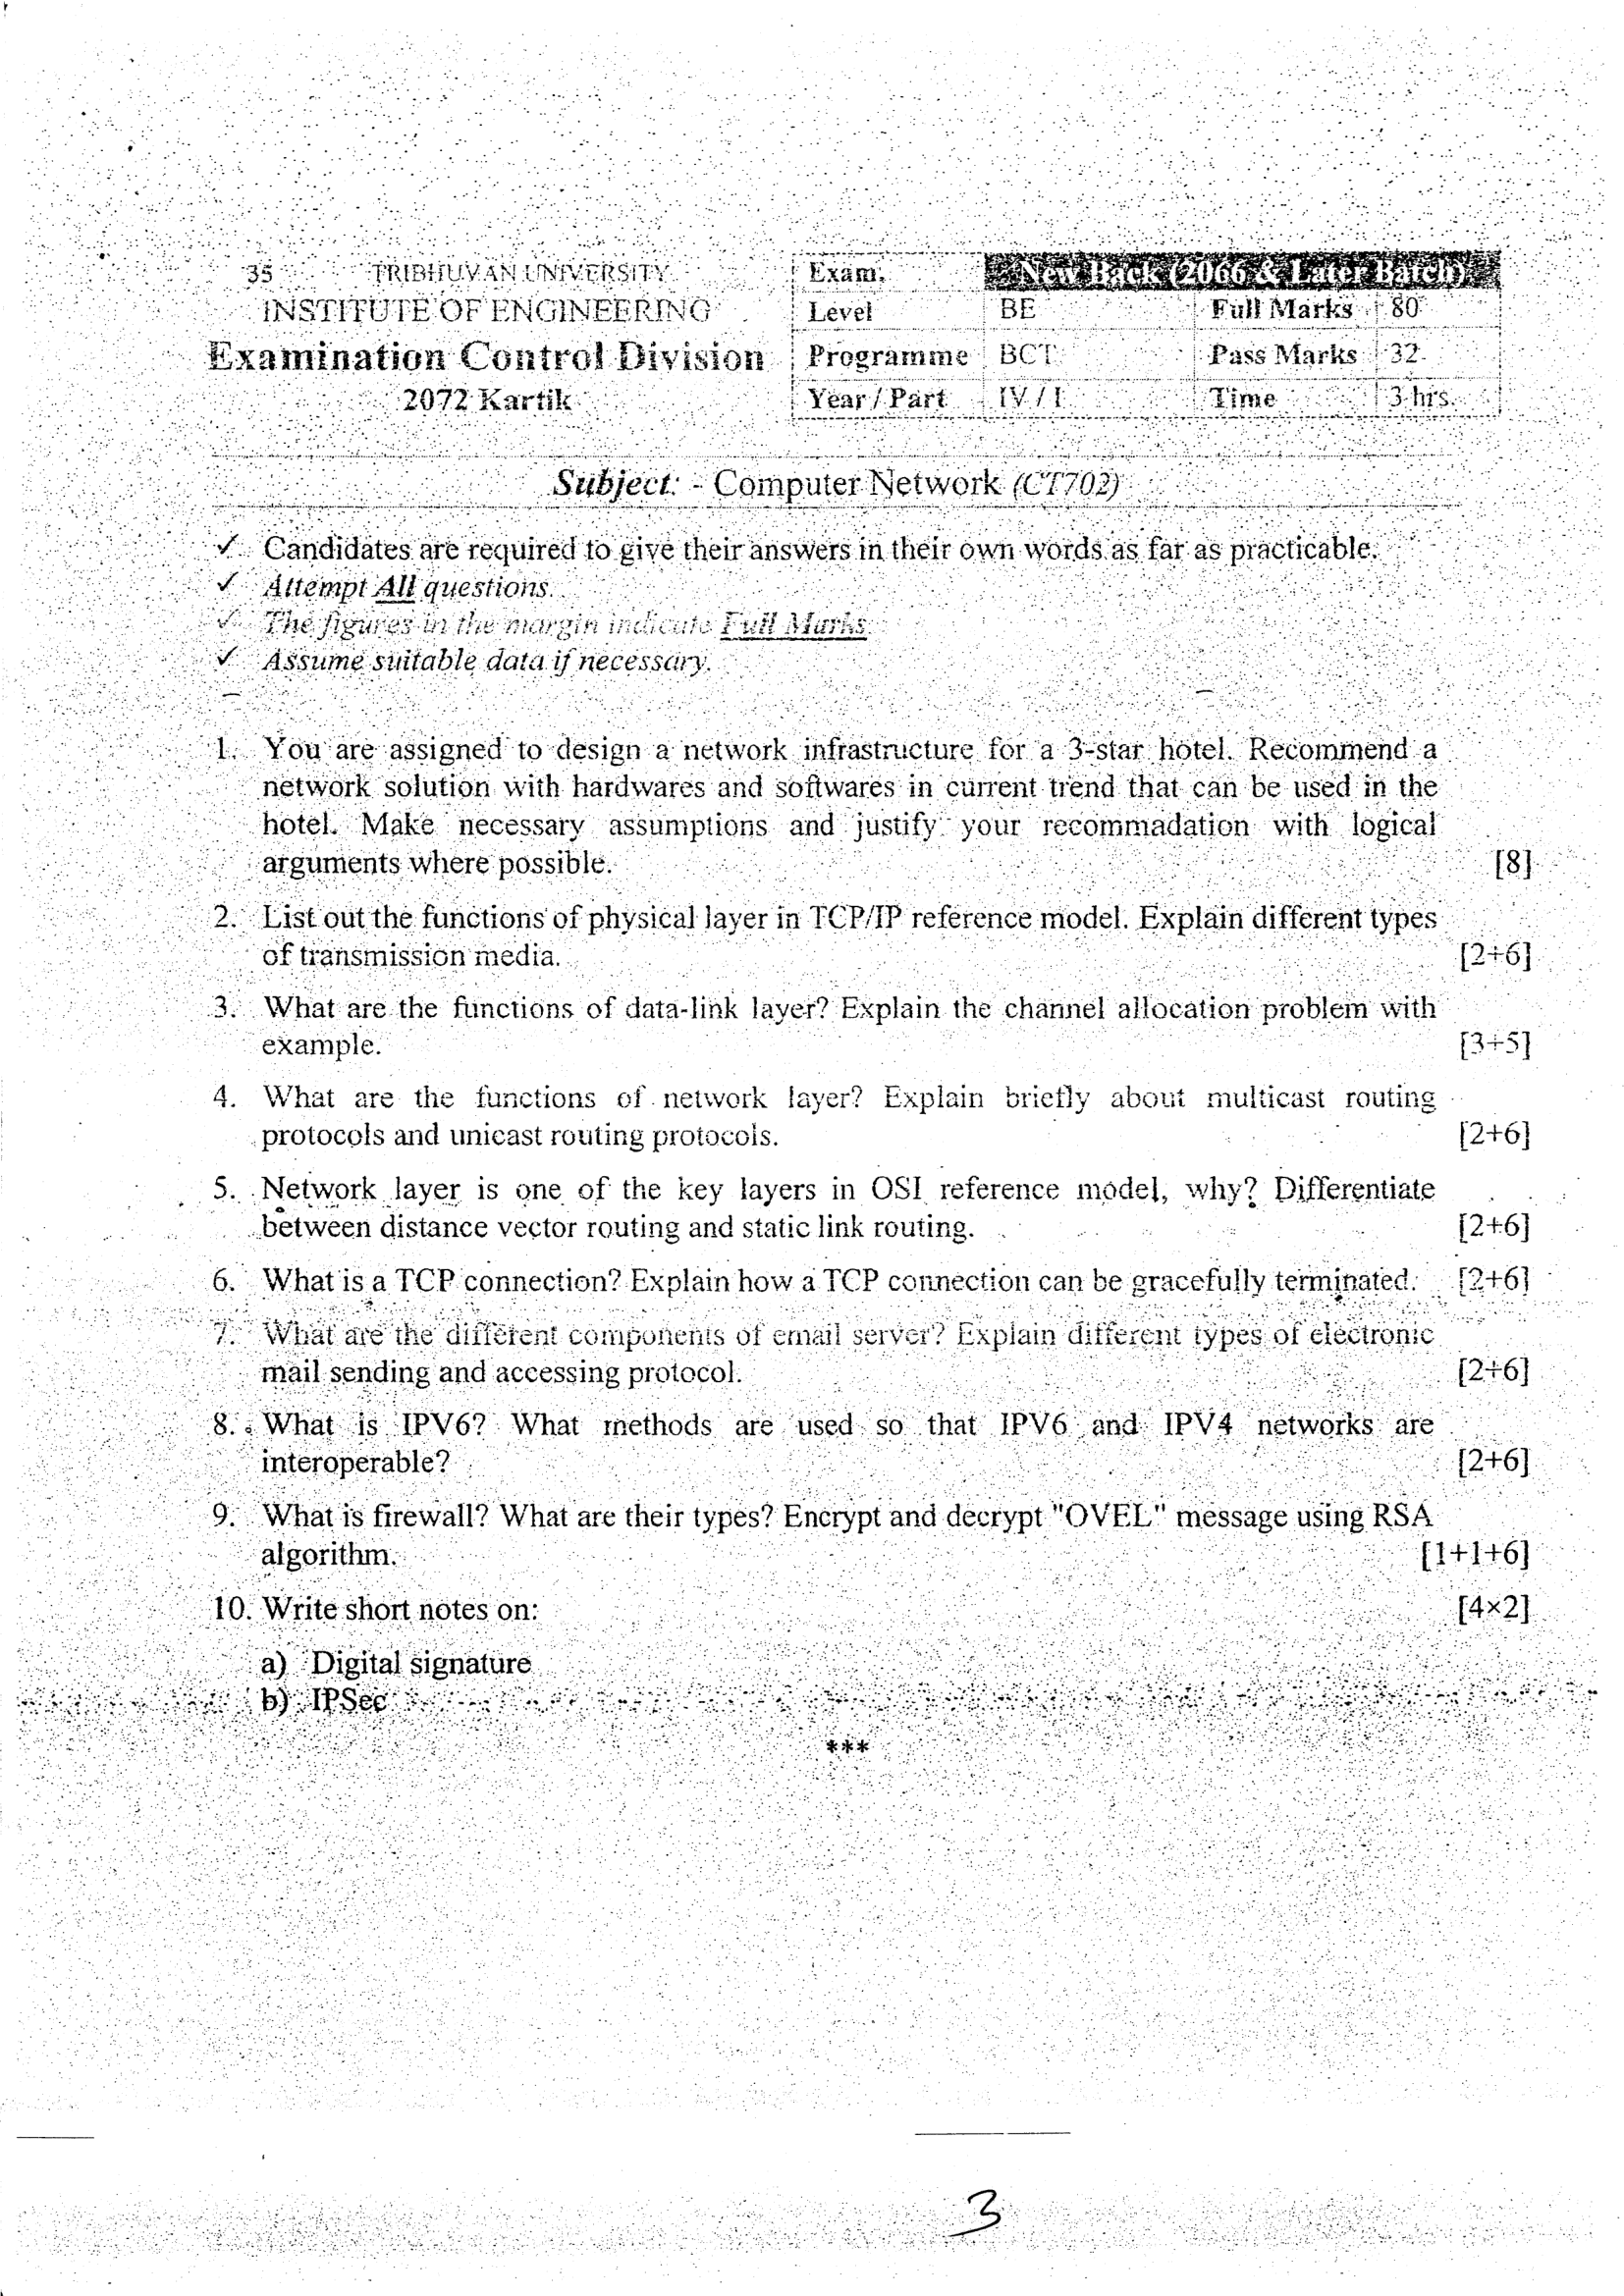 35 TRIBHUVAN UNIVERSITY
INSTITUTE OF ENGINEERING
Examination Control Division
2072 Kartik
Exam. New Back (2066 & Later Batch)
Level BE Full Marks 80
Programme BCT Pass Marks 32
Year / Part IV / I Time 3 hrs.
Subject: - Computer Network (CT702)
✓ Candidates are required to give their answers in their own words as far as practicable.
✓ Attempt All questions.
✓ The figures in the margin indicate Full Marks.
✓ Assume suitable data if necessary.
1. You are assigned to design a network infrastructure for a 3-star hotel. Recommend a
network solution with hardwares and softwares in current trend that can be used in the
hotel. Make necessary assumptions and justify your recommadation with logical
arguments where possible. [8]
2. List out the functions of physical layer in TCP/IP reference model. Explain different types
of transmission media. [2+6]
3. What are the functions of data-link layer? Explain the channel allocation problem with
example. [3+5]
4. What are the functions of network layer? Explain briefly about multicast routing
protocols and unicast routing protocols. [2+6]
5. Network layer is one of the key layers in OSI reference model, why? Differentiate
between distance vector routing and static link routing. [2+6]
6. What is a TCP connection? Explain how a TCP connection can be gracefully terminated. [2+6]
7. What are the different components of email server? Explain different types of electronic
mail sending and accessing protocol. [2+6]
8. What is IPV6? What methods are used so that IPV6 and IPV4 networks are
interoperable? [2+6]
9. What is firewall? What are their types? Encrypt and decrypt "OVEL" message using RSA
algorithm. [1+1+6]
10. Write short notes on: [4×2]
a) Digital signature
b) IPSec
***
3